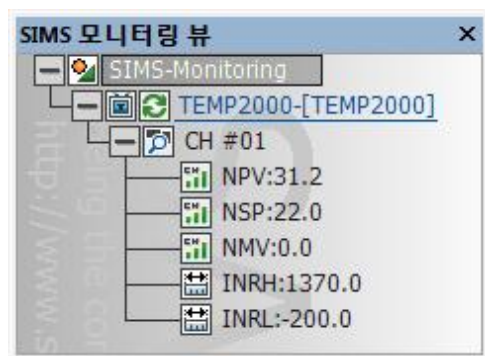 SIMS 모니터링 뷰
SIMS-Monitoring
TEMP2000-[TEMP2000]
CH #01
NPV:31.2
NSP:22.0
NMV:0.0
INRH:1370.0
INRL:-200.0